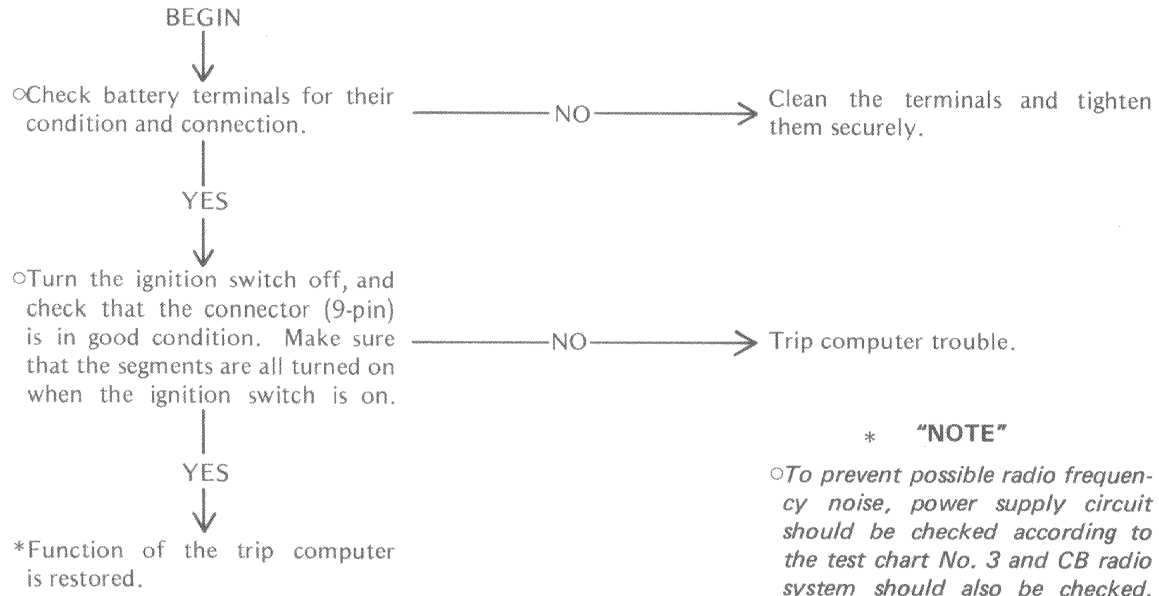 BEGIN
○Check battery terminals for their
condition and connection.
NO
Clean the terminals and tighten
them securely.
YES
○Turn the ignition switch off, and
check that the connector (9-pin)
is in good condition. Make sure
that the segments are all turned on
when the ignition switch is on.
NO
Trip computer trouble.
YES
*Function of the trip computer
is restored.
* "NOTE"
○To prevent possible radio frequen-
cy noise, power supply circuit
should be checked according to
the test chart No. 3 and CB radio
system should also be checked.